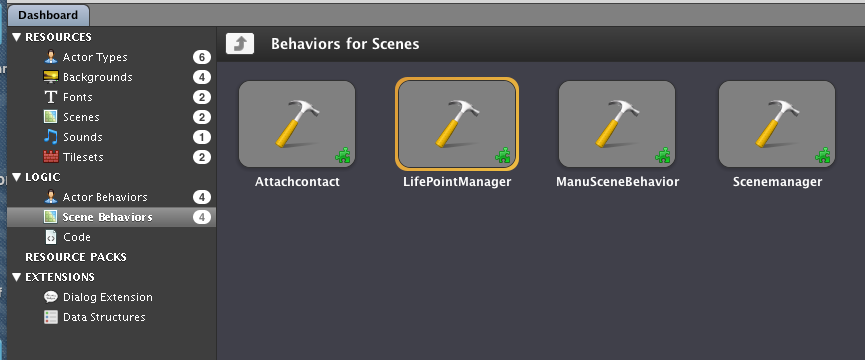 Dashboard
RESOURCES
Actor Types 6
Backgrounds 4
Fonts 2
Scenes 2
Sounds 1
Tilesets 2
LOGIC
Actor Behaviors 4
Scene Behaviors 4
Code
RESOURCE PACKS
EXTENSIONS
Dialog Extension
Data Structures
Behaviors for Scenes
Attachcontact
LifePointManager
ManuSceneBehavior
Scenemanager